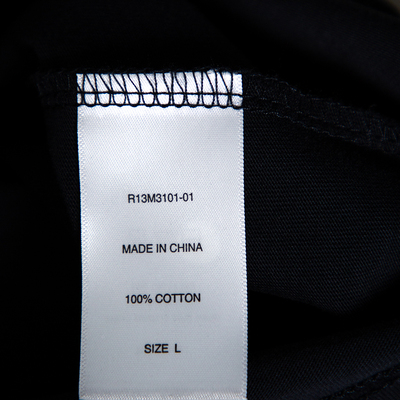 R13M3101-01
MADE IN CHINA
100% COTTON
SIZE L